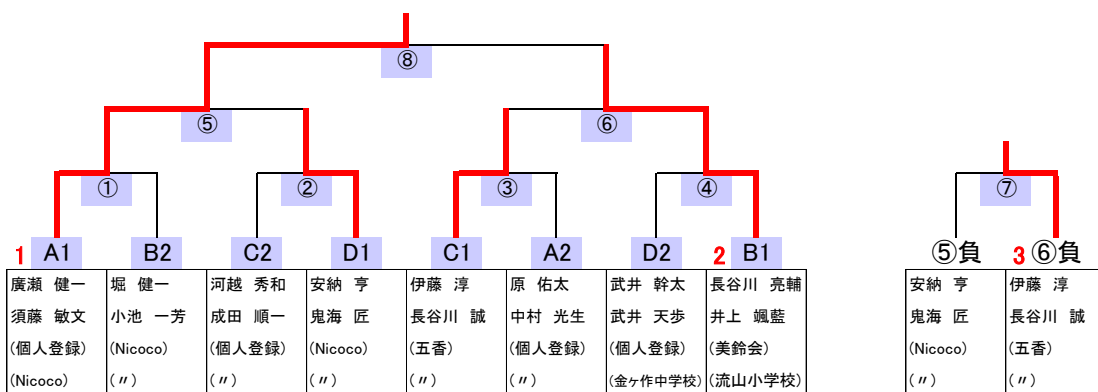 ⑧
⑤ ⑥
① ② ③ ④ ⑦
1 A1 B2 C2 D1 C1 A2 D2 2 B1 ⑤負 3 ⑥負
廣瀬 健一 堀 健一 河越 秀和 安納 亨 伊藤 淳 原 佑太 武井 幹太 長谷川 亮輔 安納 亨 伊藤 淳
須藤 敏文 小池 一芳 成田 順一 鬼海 匠 長谷川 誠 中村 光生 武井 天歩 井上 颯藍 鬼海 匠 長谷川 誠
(個人登録) (Nicoco) (個人登録) (Nicoco) (五香) (個人登録) (個人登録) (美鈴会) (Nicoco) (五香)
(Nicoco) (〃) (〃) (〃) (〃) (〃) (金ヶ作中学校) (流山小学校) (〃) (〃)